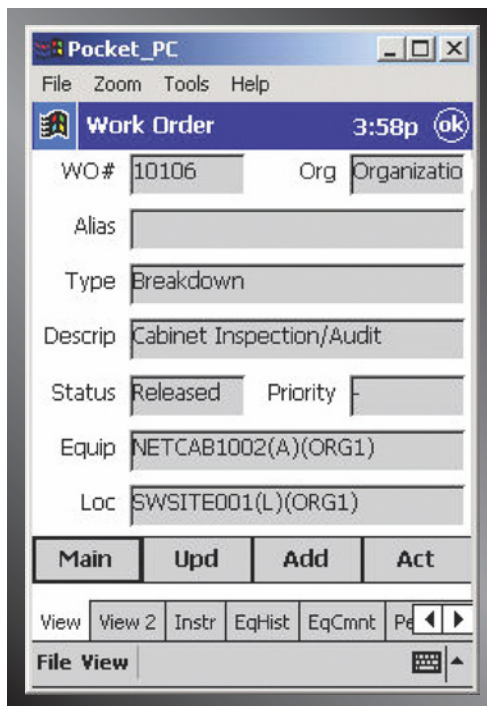 Pocket_PC
File Zoom Tools Help
Work Order 3:58p ok
WO# 10106 Org Organizatio
Alias
Type Breakdown
Descrip Cabinet Inspection/Audit
Status Released Priority -
Equip NETCAB1002(A)(ORG1)
Loc SWSITE001(L)(ORG1)
Main Upd Add Act
View View 2 Instr EqHist EqCmnt Pe
File View